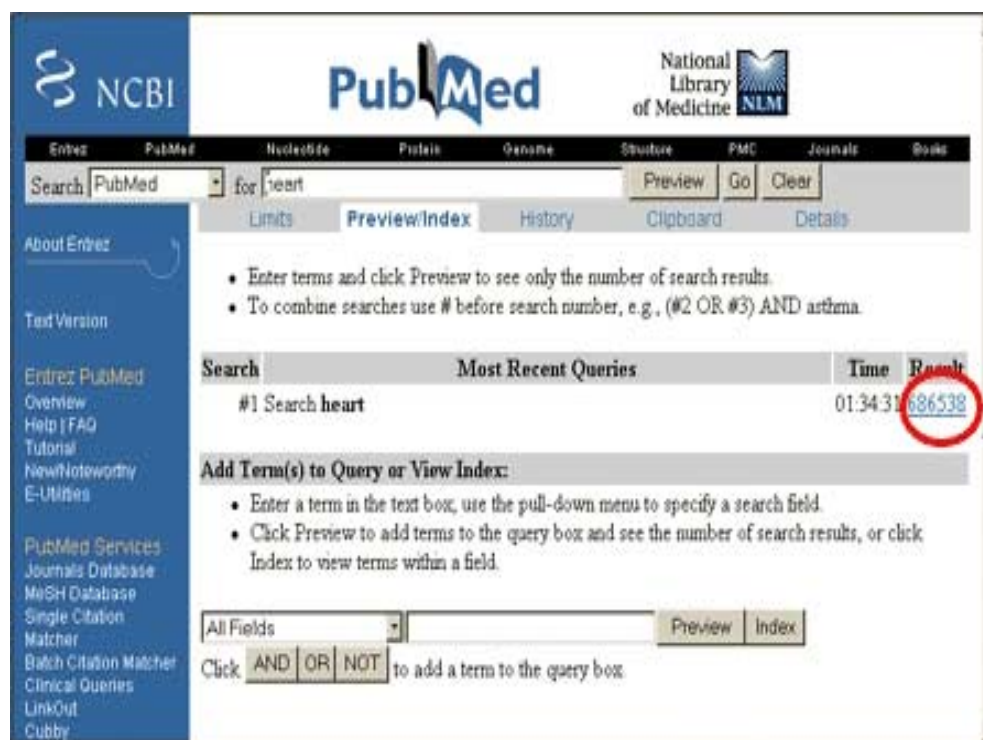 NCBI
PubMed
National
Library
of Medicine NLM
Entrez PubMed Nucleotide Protein Genome Structure PMC Journals Books
Search PubMed for heart Preview Go Clear
Limits Preview/Index History Clipboard Details
About Entrez
Text Version
Entrez PubMed
Overview
Help | FAQ
Tutorial
New/Noteworthy
E-Utilities
PubMed Services
Journals Database
MeSH Database
Single Citation
Matcher
Batch Citation Matcher
Clinical Queries
LinkOut
Cubby
• Enter terms and click Preview to see only the number of search results.
• To combine searches use # before search number, e.g., (#2 OR #3) AND asthma.
Search Most Recent Queries Time Result
#1 Search heart 01:34:31 686538
Add Term(s) to Query or View Index:
• Enter a term in the text box, use the pull-down menu to specify a search field.
• Click Preview to add terms to the query box and see the number of search results, or click
Index to view terms within a field.
All Fields Preview Index
Click AND OR NOT to add a term to the query box